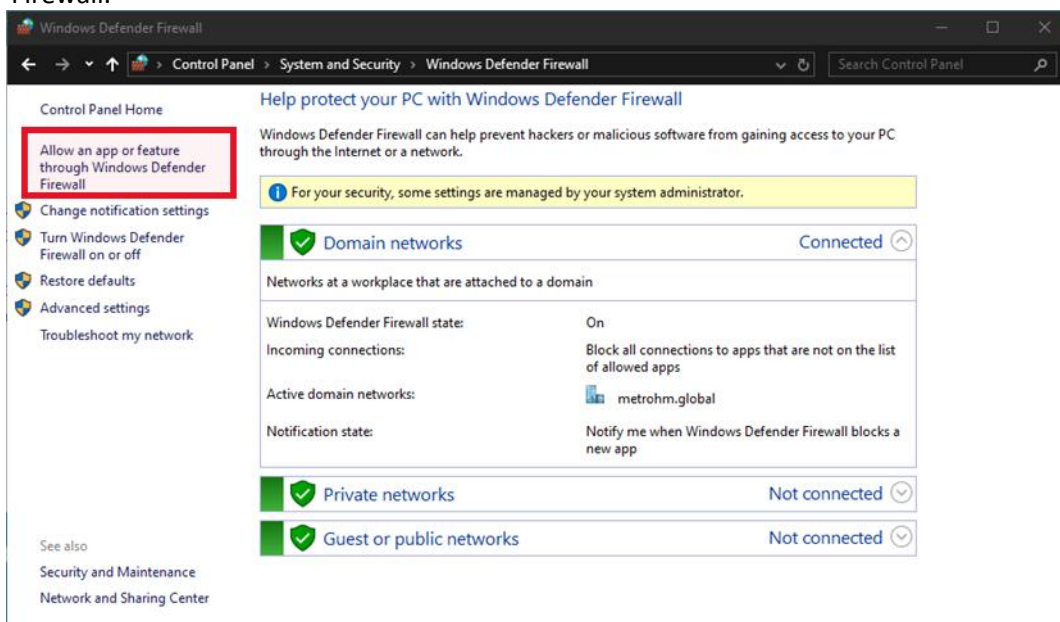 Firewall.
Windows Defender Firewall
Control Panel > System and Security > Windows Defender Firewall
Search Control Panel
Control Panel Home
Allow an app or feature
through Windows Defender
Firewall
Change notification settings
Turn Windows Defender
Firewall on or off
Restore defaults
Advanced settings
Troubleshoot my network
See also
Security and Maintenance
Network and Sharing Center
Help protect your PC with Windows Defender Firewall
Windows Defender Firewall can help prevent hackers or malicious software from gaining access to your PC
through the Internet or a network.
For your security, some settings are managed by your system administrator.
Domain networks Connected
Networks at a workplace that are attached to a domain
Windows Defender Firewall state: On
Incoming connections: Block all connections to apps that are not on the list
of allowed apps
Active domain networks: metrohm.global
Notification state: Notify me when Windows Defender Firewall blocks a
new app
Private networks Not connected
Guest or public networks Not connected